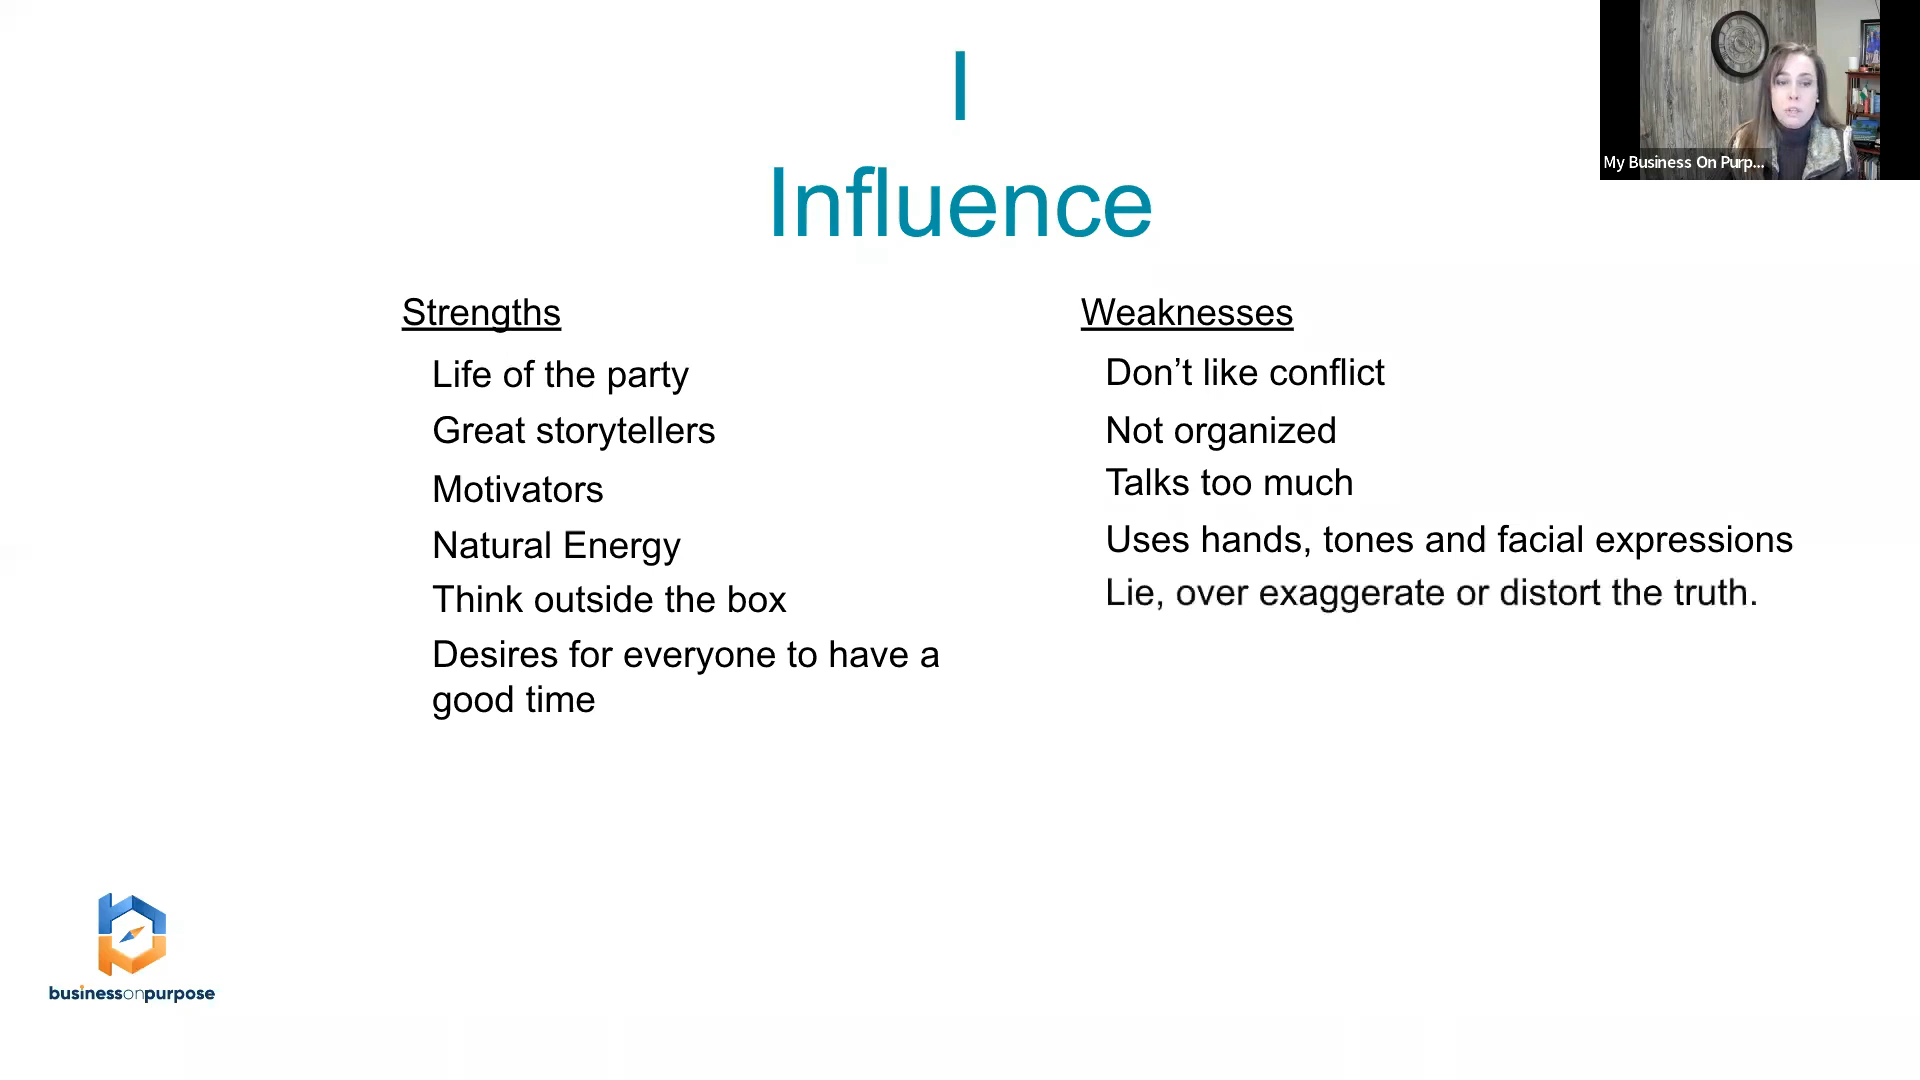 I
Influence
My Business On Purp...
Strengths
Life of the party
Great storytellers
Motivators
Natural Energy
Think outside the box
Desires for everyone to have a
good time
Weaknesses
Don’t like conflict
Not organized
Talks too much
Uses hands, tones and facial expressions
Lie, over exaggerate or distort the truth.
businessonpurpose